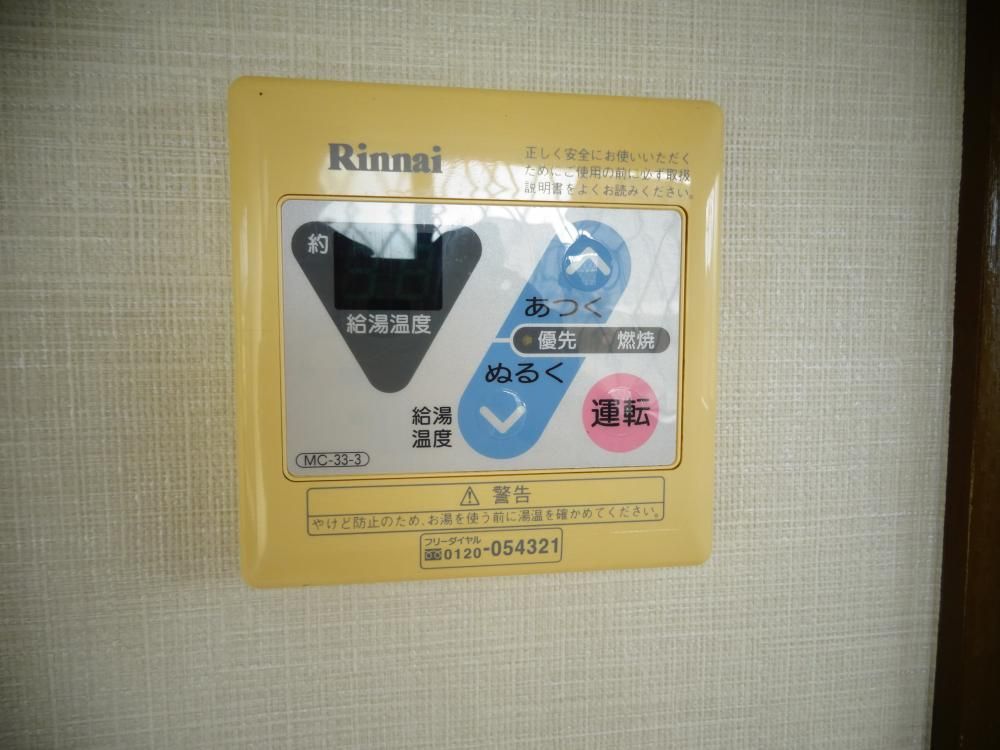 Rinnai
正しく安全にお使いいただく
ためにご使用の前に必ず取扱
説明書をよくお読みください。
約
給湯温度
あつく
優先 燃焼
ぬるく
給湯
温度
運転
MC-33-3
⚠ 警告
やけど防止のため、お湯を使う前に湯温を確かめてください。
フリーダイヤル
0120-054321